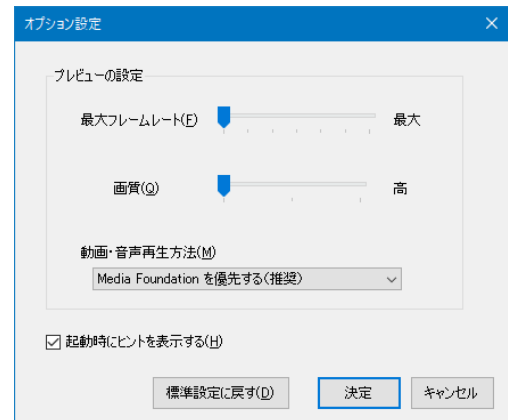 オプション設定
プレビューの設定
最大フレームレート(F) 最大
画質(Q) 高
動画・音声再生方法(M)
Media Foundation を優先する(推奨)
起動時にヒントを表示する(H)
標準設定に戻す(D) 決定 キャンセル